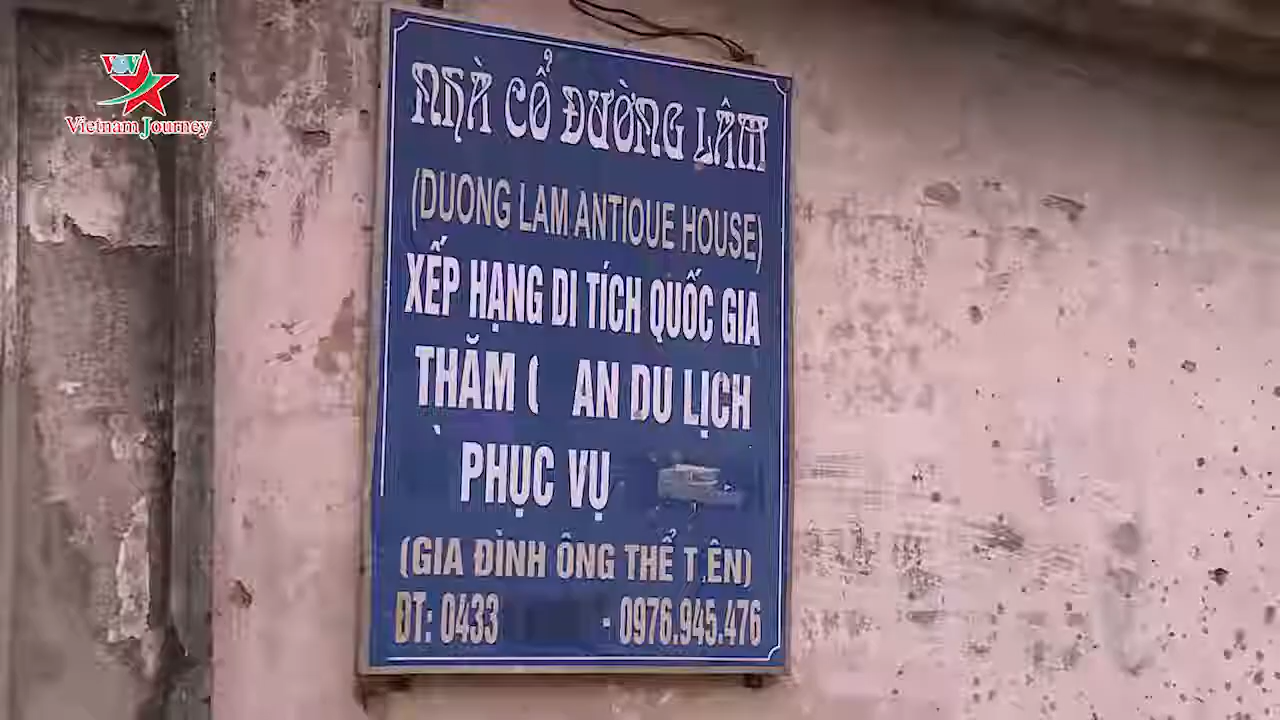 VOV
Vietnam Journey
NHÀ CỔ ĐƯỜNG LÂM
(DUONG LAM ANTIQUE HOUSE)
XẾP HẠNG DI TÍCH QUỐC GIA
THĂM AN DU LỊCH
PHỤC VỤ
(GIA ĐÌNH ÔNG THỂ T.ÊN)
ĐT: 0433 - 0976.945.476